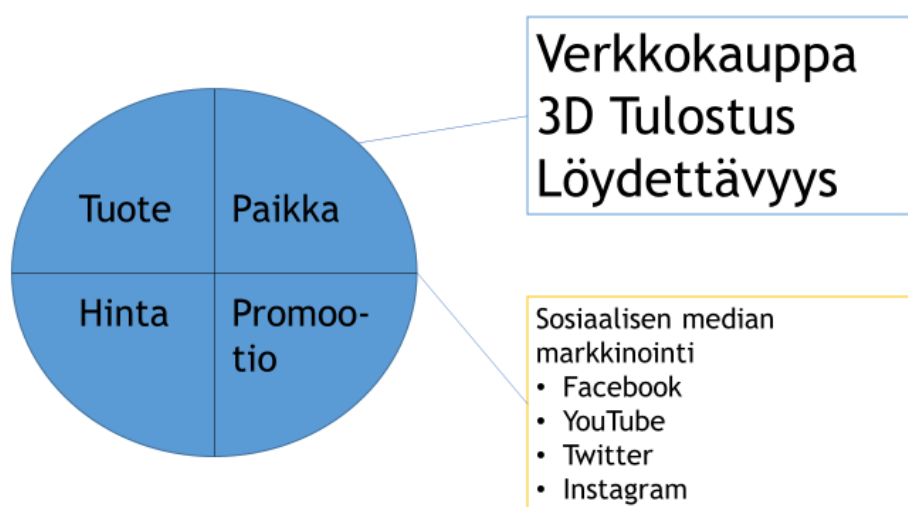 Tuote
Paikka
Hinta
Promoo-
tio
Verkkokauppa
3D Tulostus
Löydettävyys
Sosiaalisen median
markkinointi
• Facebook
• YouTube
• Twitter
• Instagram